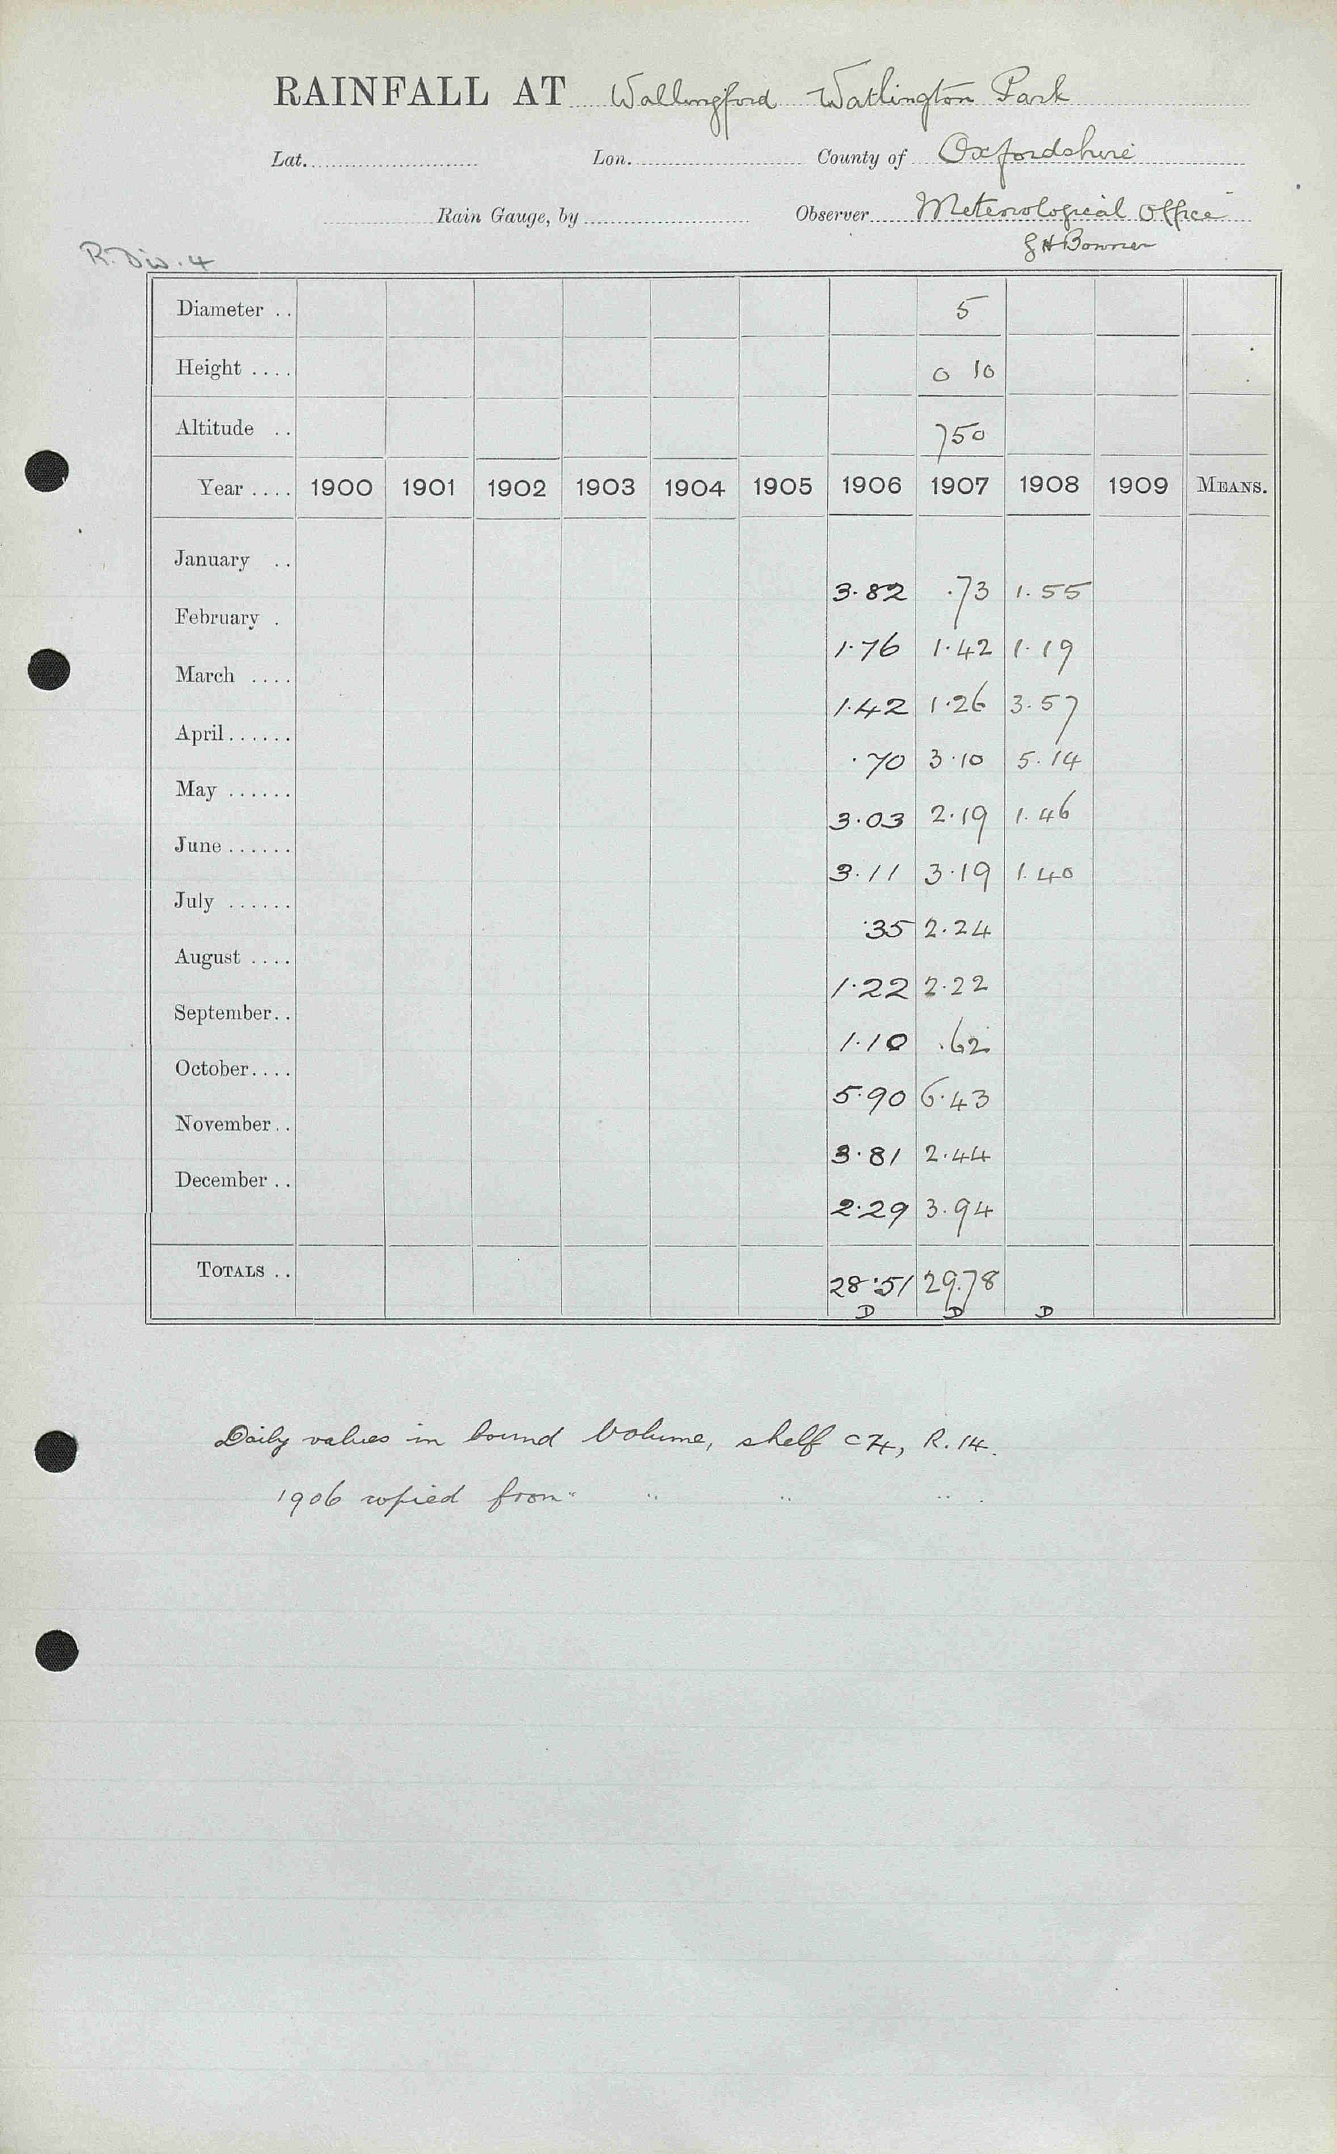 RAINFALL AT Wallingford Watlington Park
Lat. Lon. County of Oxfordshire
Rain Gauge, by Observer Meteorological Office
G H Bonner
R. Div. 4
Diameter .. 5
Height .... 0 10
Altitude .. 750
Year .... 1900 1901 1902 1903 1904 1905 1906 1907 1908 1909 MEANS.
January ..
3.82 .73 1.55
February .
1.76 1.42 1.19
March ....
1.42 1.26 3.57
April ......
.70 3.10 5.14
May ......
3.03 2.19 1.46
June ......
3.11 3.19 1.40
July ......
.35 2.24
August ....
1.22 2.22
September..
1.10 .62
October....
5.90 6.43
November..
3.81 2.44
December ..
2.29 3.94
TOTALS .. 28.51 29.78
D D D
Daily values in bound Volume, shelf C74, R. 14.
1906 copied from " " " " .